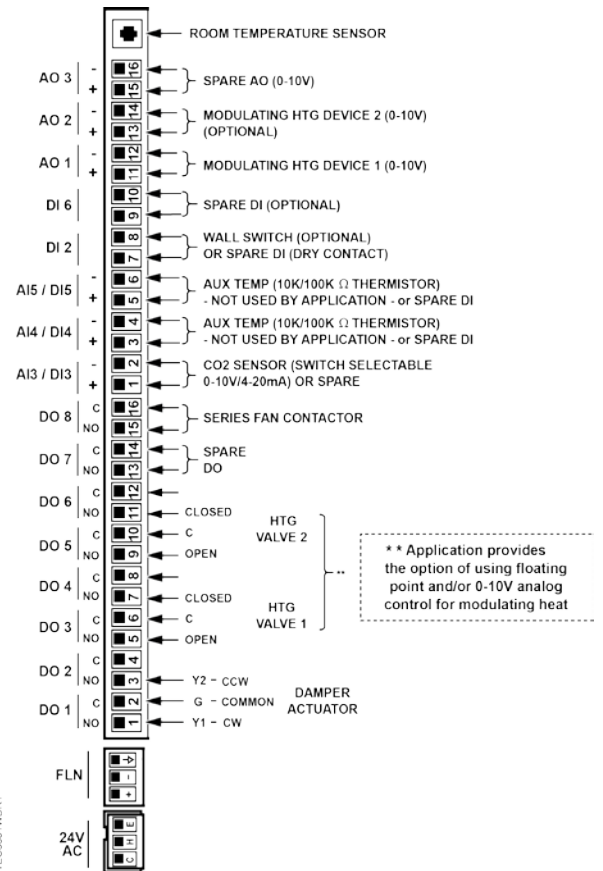 ROOM TEMPERATURE SENSOR
AO 3 - + 16 15 SPARE AO (0-10V)
AO 2 - + 14 13 MODULATING HTG DEVICE 2 (0-10V)
(OPTIONAL)
AO 1 - + 12 11 MODULATING HTG DEVICE 1 (0-10V)
DI 6 10 9 SPARE DI (OPTIONAL)
DI 2 8 7 WALL SWITCH (OPTIONAL)
OR SPARE DI (DRY CONTACT)
AI5 / DI5 - + 6 5 AUX TEMP (10K/100K Ω THERMISTOR)
- NOT USED BY APPLICATION - or SPARE DI
AI4 / DI4 - + 4 3 AUX TEMP (10K/100K Ω THERMISTOR)
- NOT USED BY APPLICATION - or SPARE DI
AI3 / DI3 - + 2 1 CO2 SENSOR (SWITCH SELECTABLE
0-10V/4-20mA) OR SPARE
DO 8 C NO 16 15 SERIES FAN CONTACTOR
DO 7 C NO 14 13 SPARE
DO
DO 6 C 12
NO 11 CLOSED
DO 5 C 10 C
NO 9 OPEN
HTG
VALVE 2
DO 4 C 8
NO 7 CLOSED
DO 3 C 6 C
NO 5 OPEN
HTG
VALVE 1
**
* * Application provides
the option of using floating
point and/or 0-10V analog
control for modulating heat
DO 2 C 4
NO 3 Y2 - CCW
DO 1 C 2 G - COMMON
NO 1 Y1 - CW
DAMPER
ACTUATOR
FLN
-
+
24V
AC
E
H
C